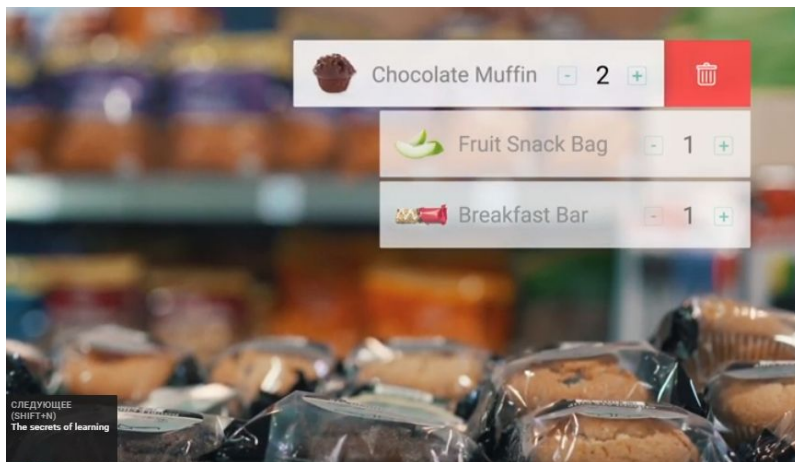 Chocolate Muffin - 2 +
Fruit Snack Bag - 1 +
Breakfast Bar - 1 +
СЛЕДУЮЩЕЕ
(SHIFT+N)
The secrets of learning